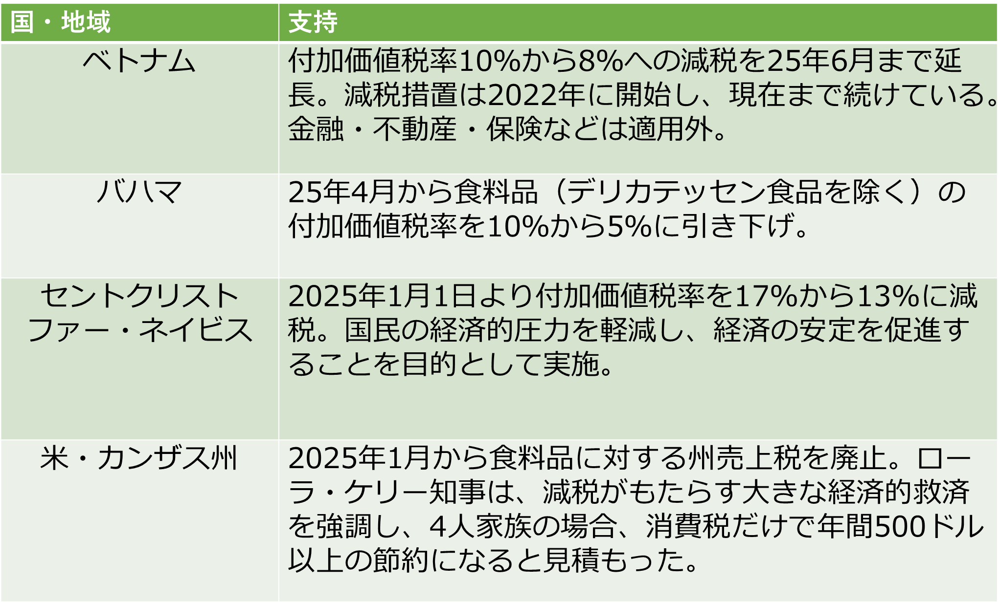 国・地域
支持
ベトナム
付加価値税率10%から8%への減税を25年6月まで延
長。減税措置は2022年に開始し、現在まで続けている。
金融・不動産・保険などは適用外。
バハマ
25年4月から食料品（デリカテッセン食品を除く）の
付加価値税率を10%から5%に引き下げ。
セントクリスト
ファー・ネイビス
2025年1月1日より付加価値税率を17%から13%に減
税。国民の経済的圧力を軽減し、経済の安定を促進す
ることを目的として実施。
米・カンザス州
2025年1月から食料品に対する州売上税を廃止。ロー
ラ・ケリー知事は、減税がもたらす大きな経済的救済
を強調し、4人家族の場合、消費税だけで年間500ドル
以上の節約になると見積もった。